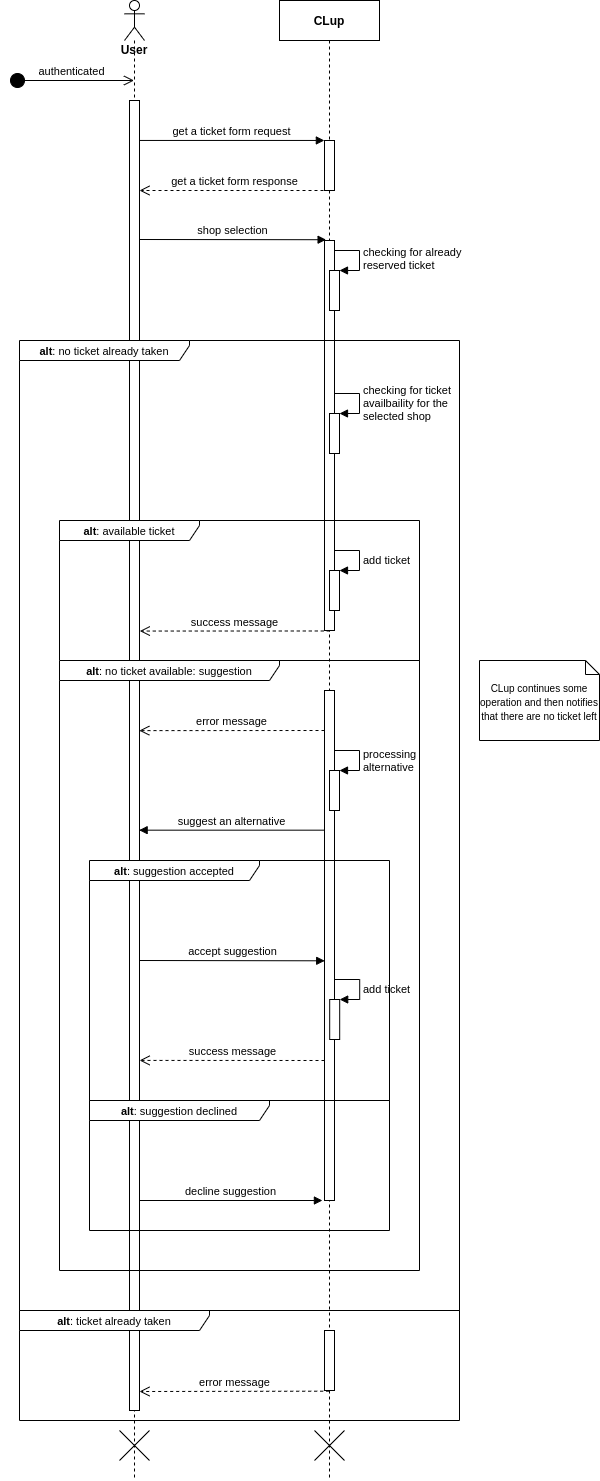 CLup
User
authenticated
get a ticket form request
get a ticket form response
shop selection
checking for already
reserved ticket
alt: no ticket already taken
checking for ticket
availbaility for the
selected shop
alt: available ticket
add ticket
success message
alt: no ticket available: suggestion
CLup continues some
operation and then notifies
that there are no ticket left
error message
processing
alternative
suggest an alternative
alt: suggestion accepted
accept suggestion
add ticket
success message
alt: suggestion declined
decline suggestion
alt: ticket already taken
error message